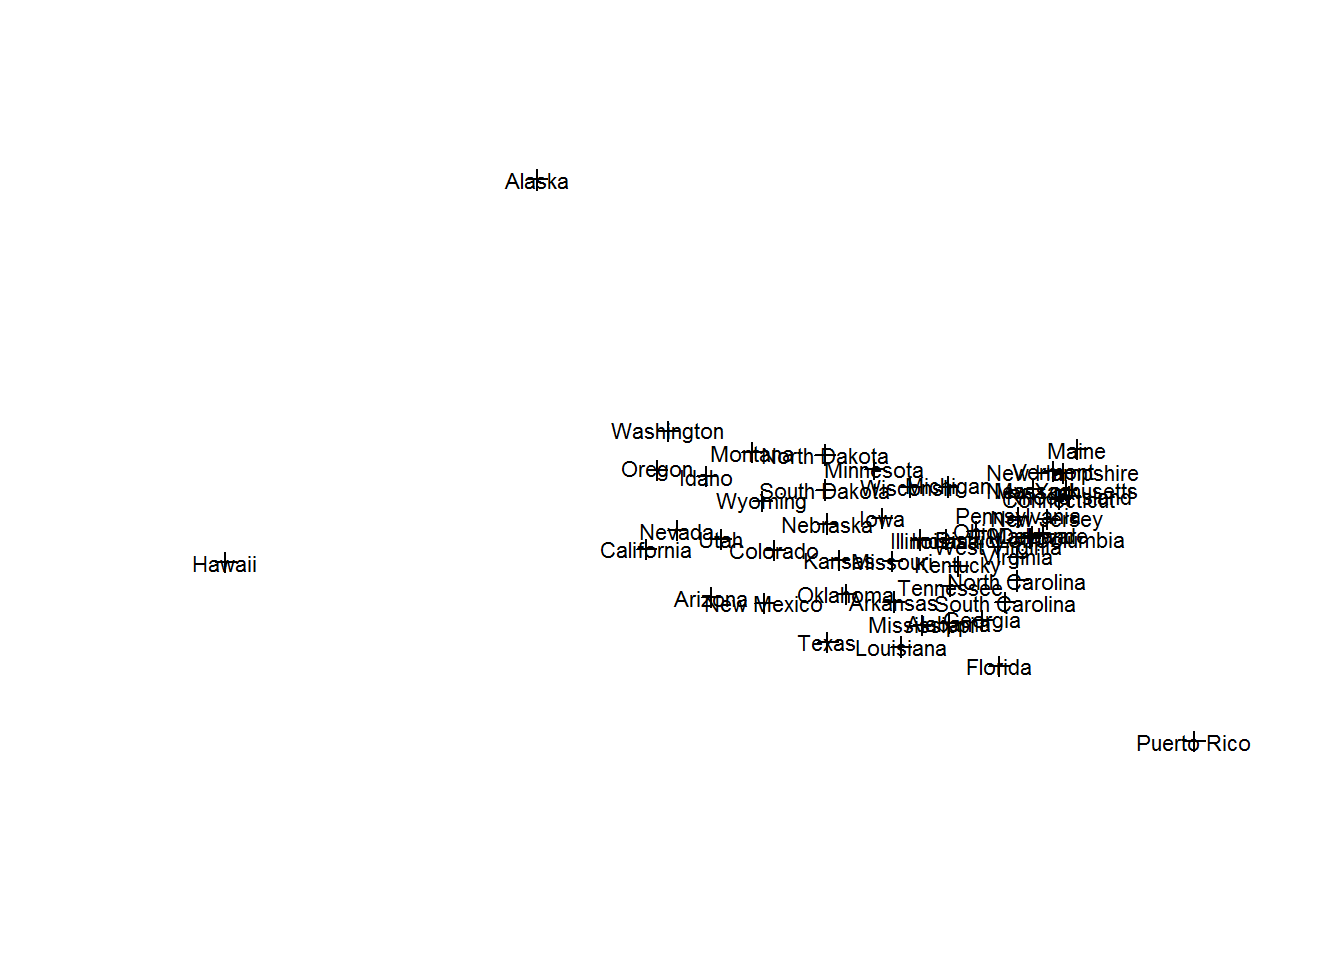 Alaska
Washington
Maine
Montana
North Dakota
Oregon
Minnesota
Vermont
New Hampshire
Idaho
Wisconsin
Michigan
South Dakota
Massachusetts
Wyoming
Rhode Island
Connecticut
Pennsylvania
Iowa
New Jersey
Nebraska
Nevada
Ohio
Utah
Illinois
District of Columbia
California
Colorado
West Virginia
Virginia
Hawaii
Kansas
Missouri
Kentucky
North Carolina
Tennessee
Oklahoma
Arizona
New Mexico
Arkansas
South Carolina
Georgia
Mississippi
Alabama
Texas
Louisiana
Florida
Puerto Rico